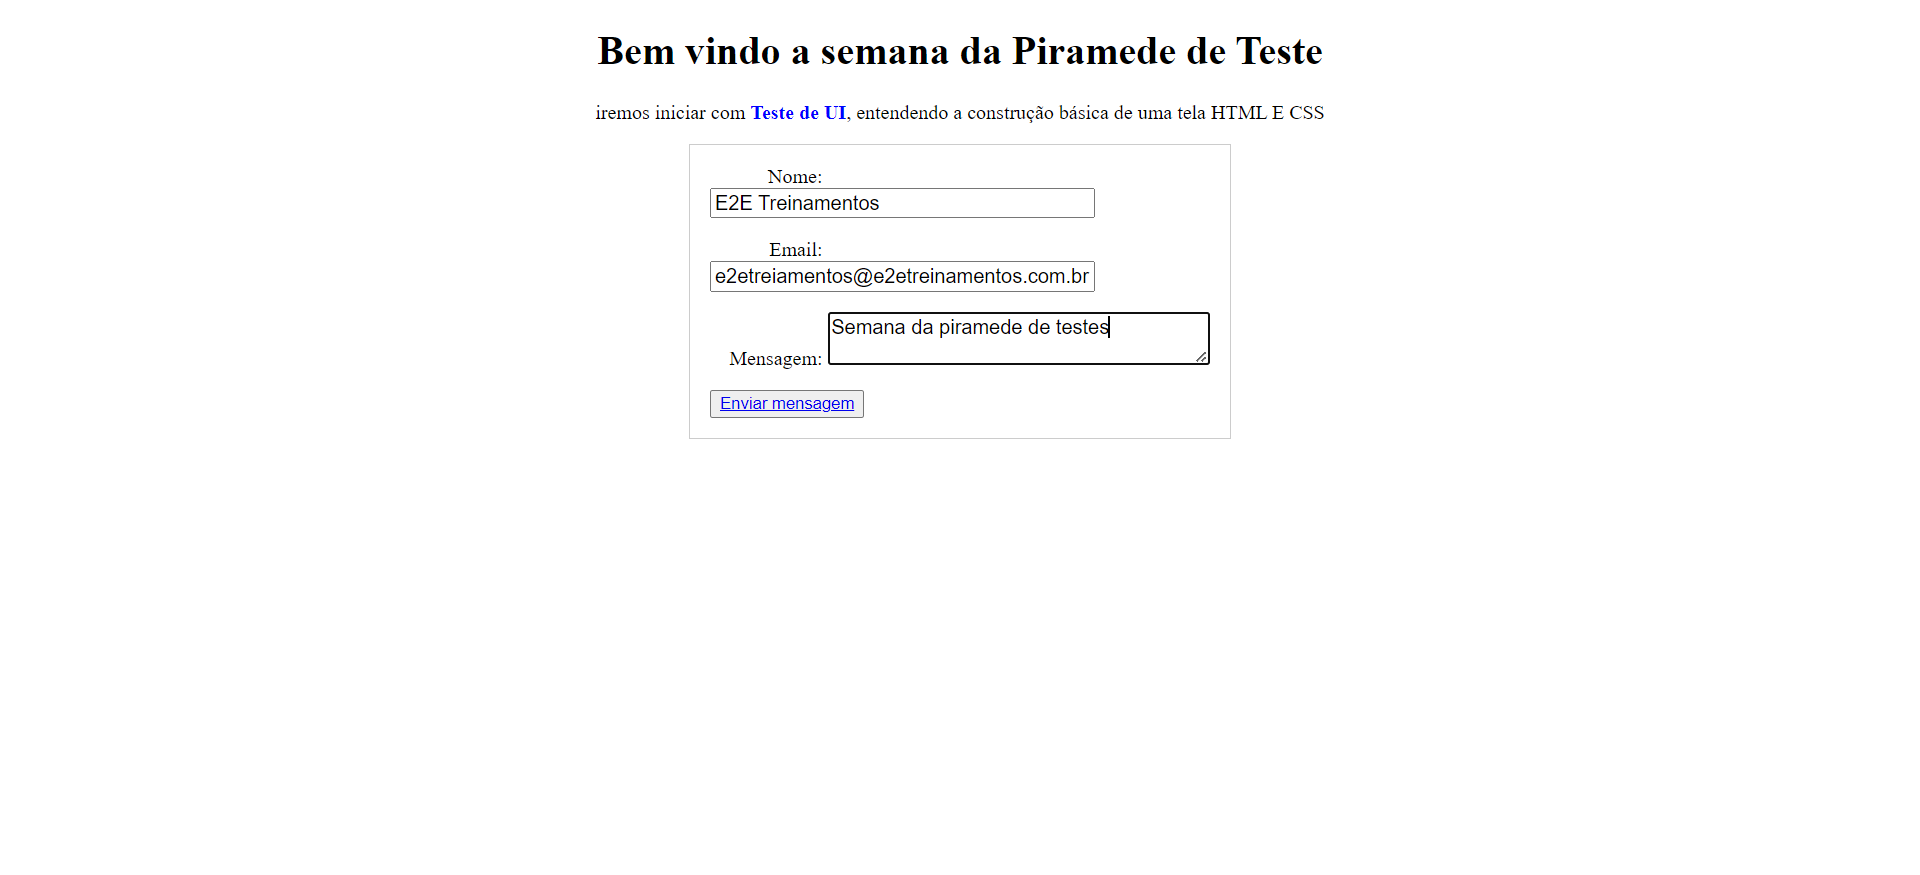 Bem vindo a semana da Piramede de Teste
iremos iniciar com Teste de UI, entendendo a construção básica de uma tela HTML E CSS
Nome:
E2E Treinamentos
Email:
e2etreiamentos@e2etreinamentos.com.br
Semana da piramede de testes
Mensagem:
Enviar mensagem